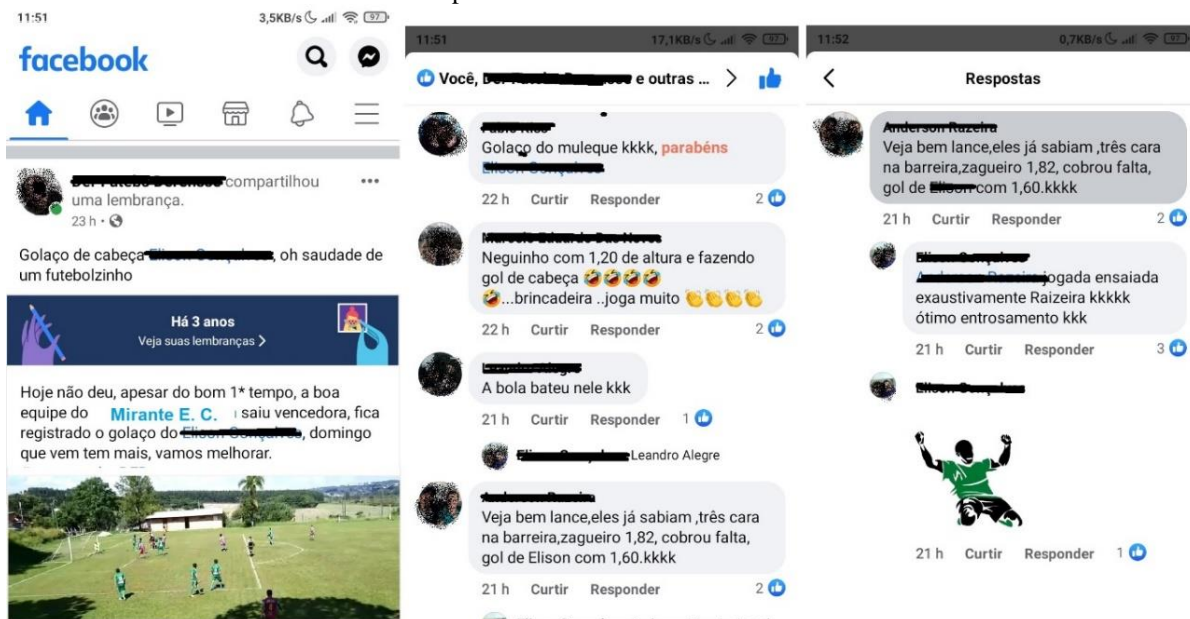 11:51
3,5KB/s
97
facebook
compartilhou
uma lembrança.
23 h
Golaço de cabeça , oh saudade de
um futebolzinho
Há 3 anos
Veja suas lembranças >
Hoje não deu, apesar do bom 1* tempo, a boa
equipe do Mirante E. C. saiu vencedora, fica
registrado o golaço do , domingo
que vem tem mais, vamos melhorar.
11:51
17,1KB/s
97
Você, e outras ...
Golaço do muleque kkkk, parabéns
22 h Curtir Responder 2
Neguinho com 1,20 de altura e fazendo
gol de cabeça 🤣🤣🤣🤣
🤣...brincadeira ..joga muito 👏👏👏👏
22 h Curtir Responder 2
A bola bateu nele kkk
21 h Curtir Responder 1
Leandro Alegre
Veja bem lance,eles já sabiam ,três cara
na barreira,zagueiro 1,82, cobrou falta,
gol de Elison com 1,60.kkkk
21 h Curtir Responder 2
11:52
0,7KB/s
97
Respostas
Veja bem lance,eles já sabiam ,três cara
na barreira,zagueiro 1,82, cobrou falta,
gol de com 1,60.kkkk
21 h Curtir Responder 2
jogada ensaiada
exaustivamente Raizeira kkkkk
ótimo entrosamento kkk
21 h Curtir Responder 3
21 h Curtir Responder 1